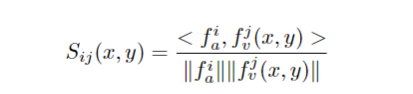 S_{ij}(x, y) = \frac{< f_a^i, f_v^j(x, y) >}{\|f_a^i\| \|f_v^j(x, y)\|}